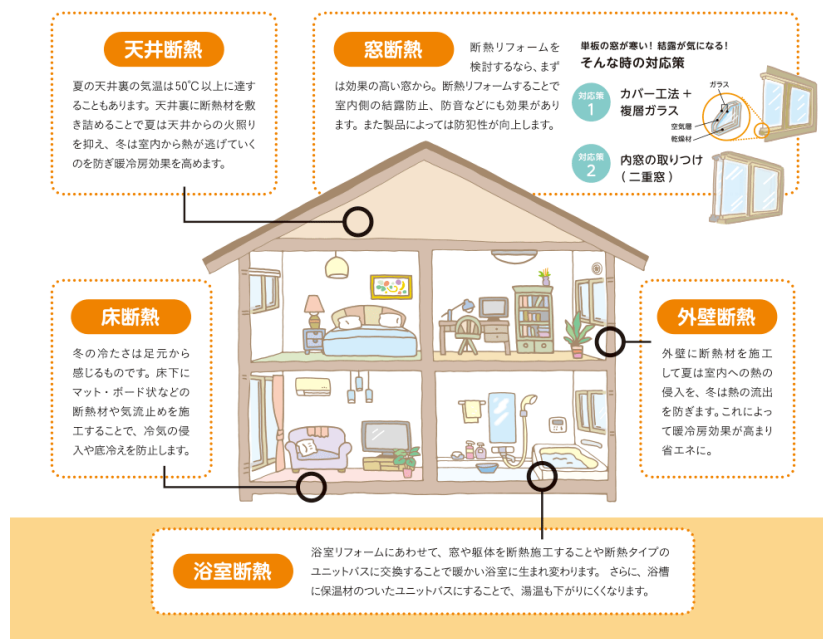 天井断熱
夏の天井裏の気温は50℃以上に達す
ることもあります。天井裏に断熱材を敷
き詰めることで夏は天井からの火照り
を抑え、冬は室内から熱が逃げていく
のを防ぎ暖冷房効果を高めます。
窓断熱
断熱リフォームを
検討するなら、まず
は効果の高い窓から。断熱リフォームすることで
室内側の結露防止、防音などにも効果があり
ます。また製品によっては防犯性が向上します。
単板の窓が寒い！結露が気になる！
そんな時の対応策
対応策
1
カバー工法＋
複層ガラス
ガラス
空気層
乾燥材
対応策
2
内窓の取りつけ
（二重窓）
床断熱
冬の冷たさは足元から
感じるものです。床下に
マット・ボード状などの
断熱材や気流止めを施
工することで、冷気の侵
入や底冷えを防止します。
外壁断熱
外壁に断熱材を施工
して夏は室内への熱の
侵入を、冬は熱の流出
を防ぎます。これによっ
て暖冷房効果が高まり
省エネに。
浴室断熱
浴室リフォームにあわせて、窓や躯体を断熱施工することや断熱タイプの
ユニットバスに交換することで暖かい浴室に生まれ変わります。 さらに、浴槽
に保温材のついたユニットバスにすることで、湯温も下がりにくくなります。